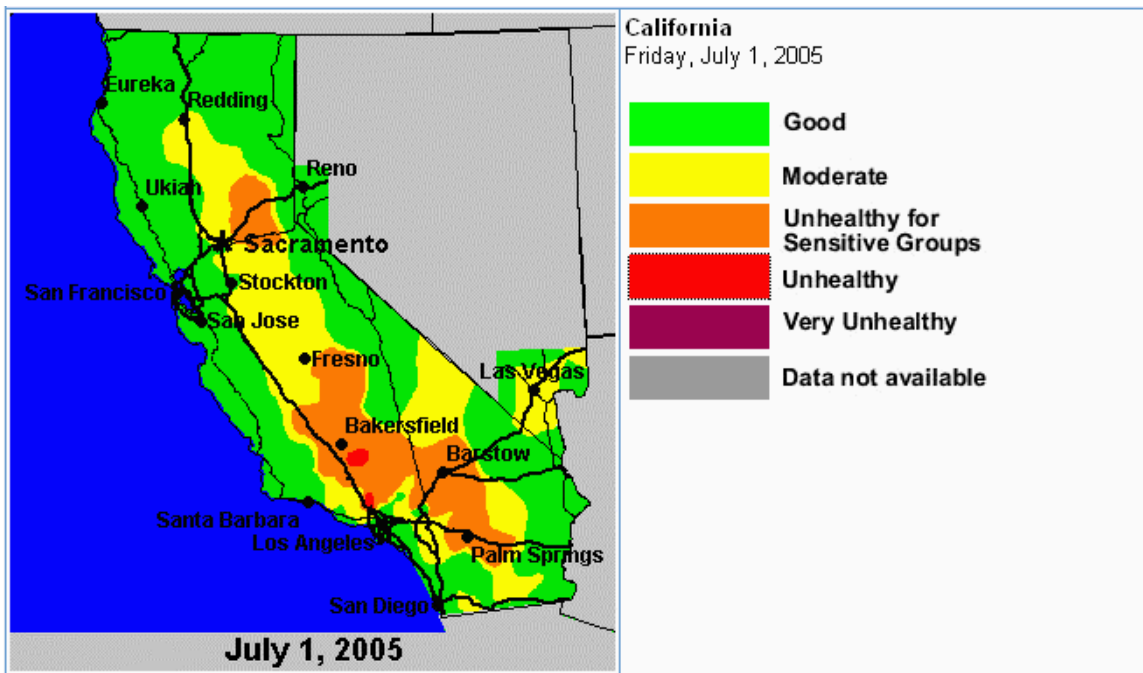 California
Friday, July 1, 2005
Good
Moderate
Unhealthy for
Sensitive Groups
Unhealthy
Very Unhealthy
Data not available
Eureka
Redding
Reno
Ukiah
Sacramento
Stockton
San Francisco
San Jose
Fresno
Las Vegas
Bakersfield
Barstow
Santa Barbara
Los Angeles
Palm Springs
San Diego
July 1, 2005